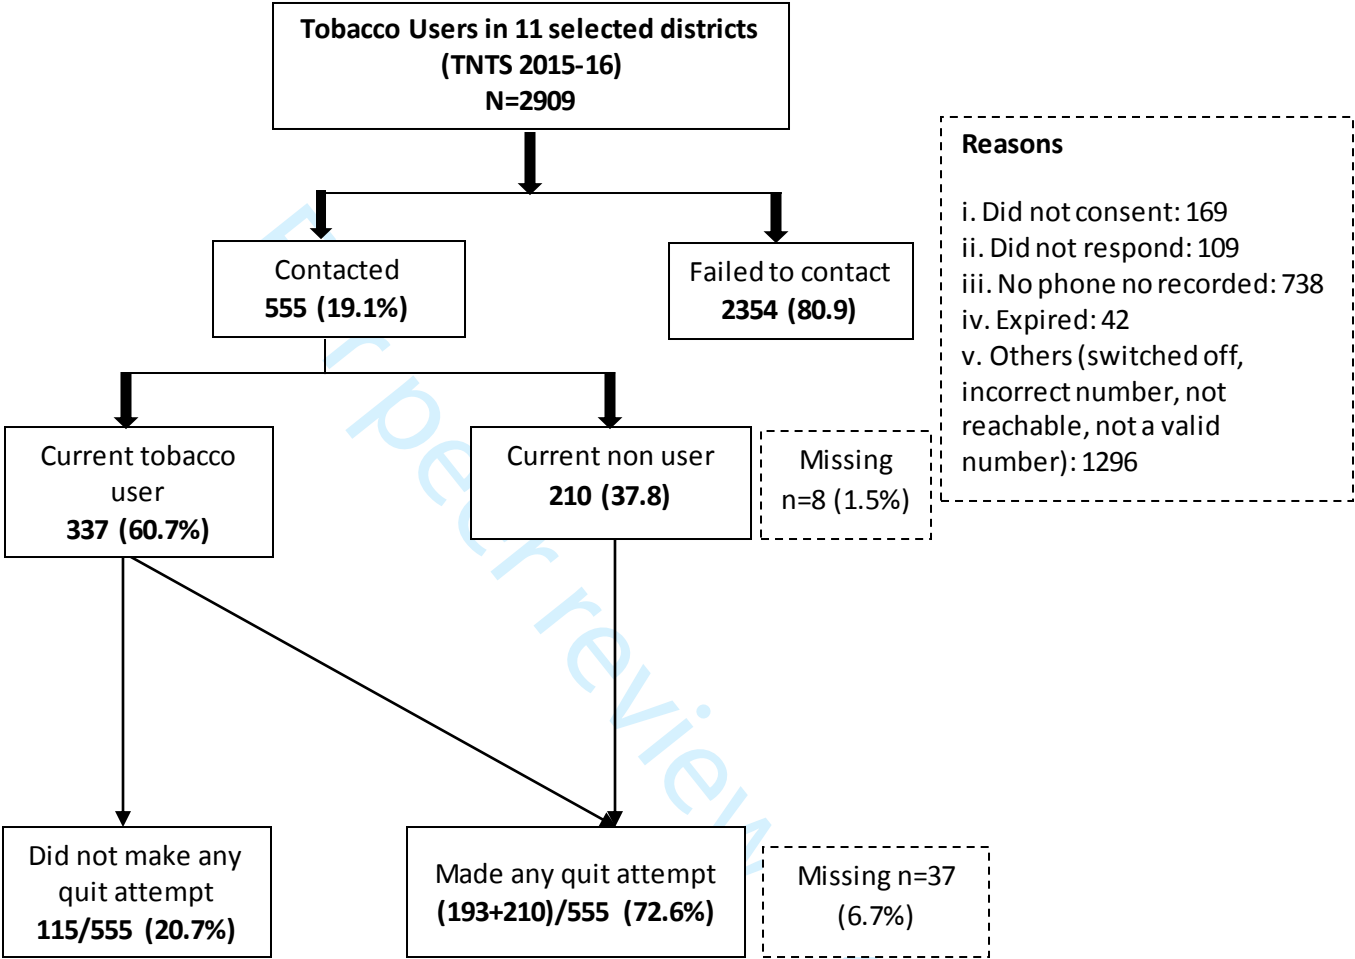 Tobacco Users in 11 selected districts
(TNTS 2015-16)
N=2909
Reasons
i. Did not consent: 169
ii. Did not respond: 109
iii. No phone no recorded: 738
iv. Expired: 42
v. Others (switched off,
incorrect number, not
reachable, not a valid
number): 1296
Contacted
555 (19.1%)
Failed to contact
2354 (80.9)
Current tobacco
user
337 (60.7%)
Current non user
210 (37.8)
Missing
n=8 (1.5%)
Did not make any
quit attempt
115/555 (20.7%)
Made any quit attempt
(193+210)/555 (72.6%)
Missing n=37
(6.7%)
peer review